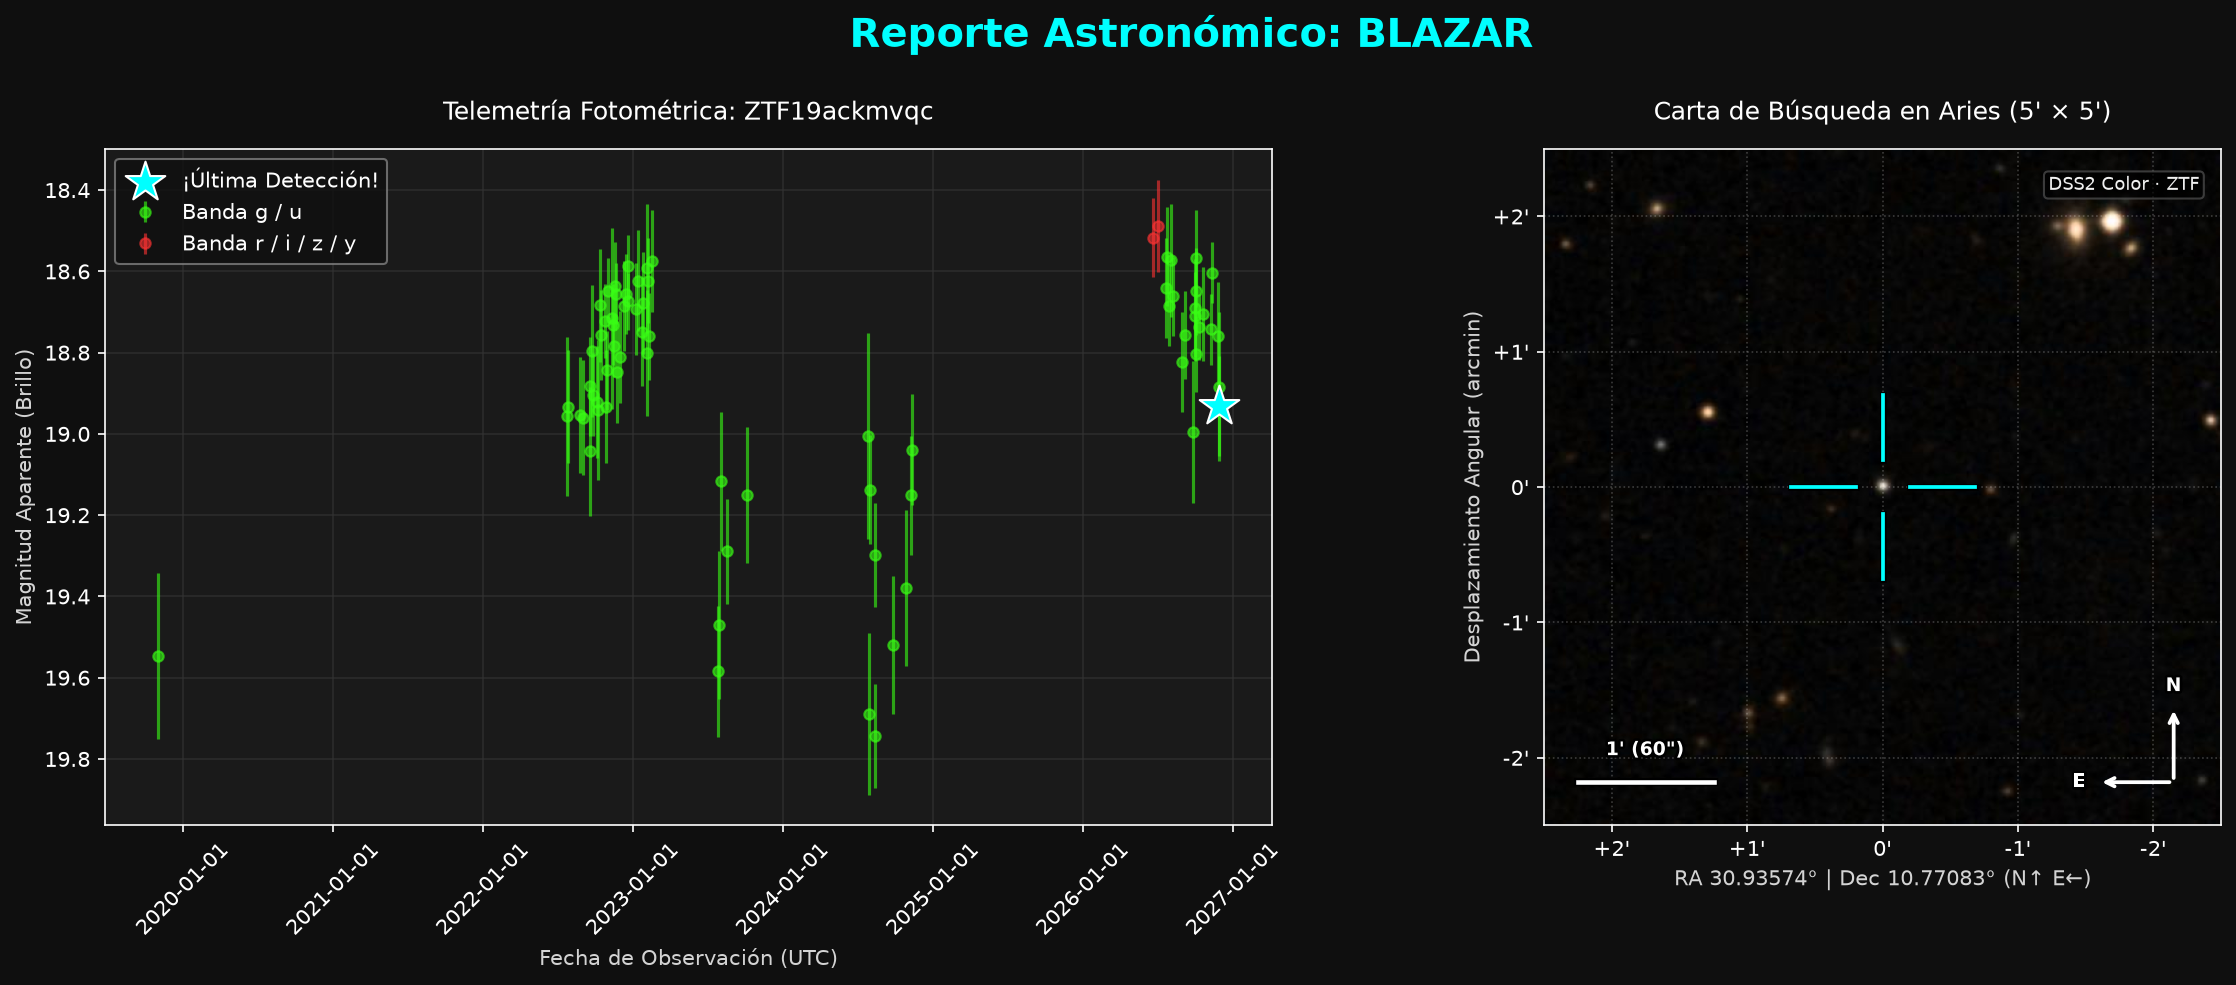 Reporte Astronómico: BLAZAR
Telemetría Fotométrica: ZTF19ackmvqc
¡Última Detección!
Banda g / u
Banda r / i / z / y
Magnitud Aparente (Brillo)
18.4
18.6
18.8
19.0
19.2
19.4
19.6
19.8
2020-01-01
2021-01-01
2022-01-01
2023-01-01
2024-01-01
2025-01-01
2026-01-01
2027-01-01
Fecha de Observación (UTC)
Carta de Búsqueda en Aries (5' × 5')
DSS2 Color · ZTF
Desplazamiento Angular (arcmin)
+2'
+1'
0'
-1'
-2'
N
E
1' (60")
+2'
+1'
0'
-1'
-2'
RA 30.93574° | Dec 10.77083° (N↑ E←)